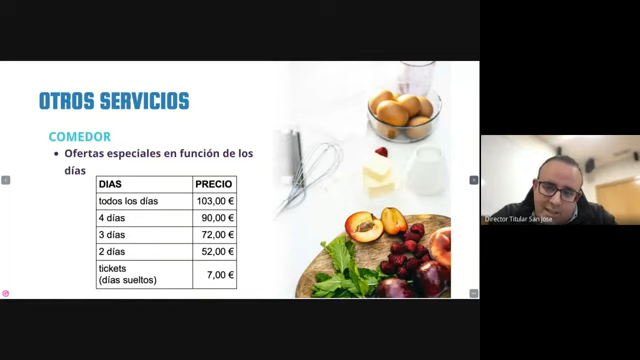 OTROS SERVICIOS
COMEDOR
• Ofertas especiales en función de los
días
DIAS PRECIO
todos los días 103,00 €
4 días 90,00 €
3 días 72,00 €
2 días 52,00 €
tickets
(días sueltos) 7,00 €
Director Titular San Jose